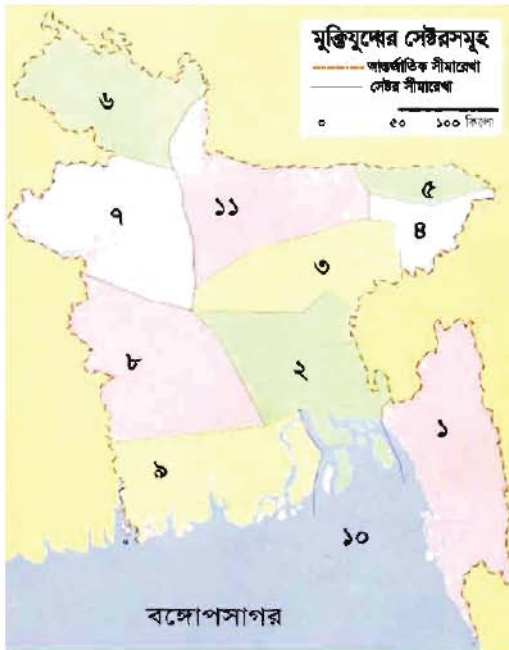 মুক্তিযুদ্ধের সেক্টরসমূহ
আন্তর্জাতিক সীমারেখা
সেক্টর সীমারেখা
০ ৫০ ১০০ কিলো
৬
৫
৭
১১
৪
৩
৮
২
১
৯
১০
বঙ্গোপসাগর